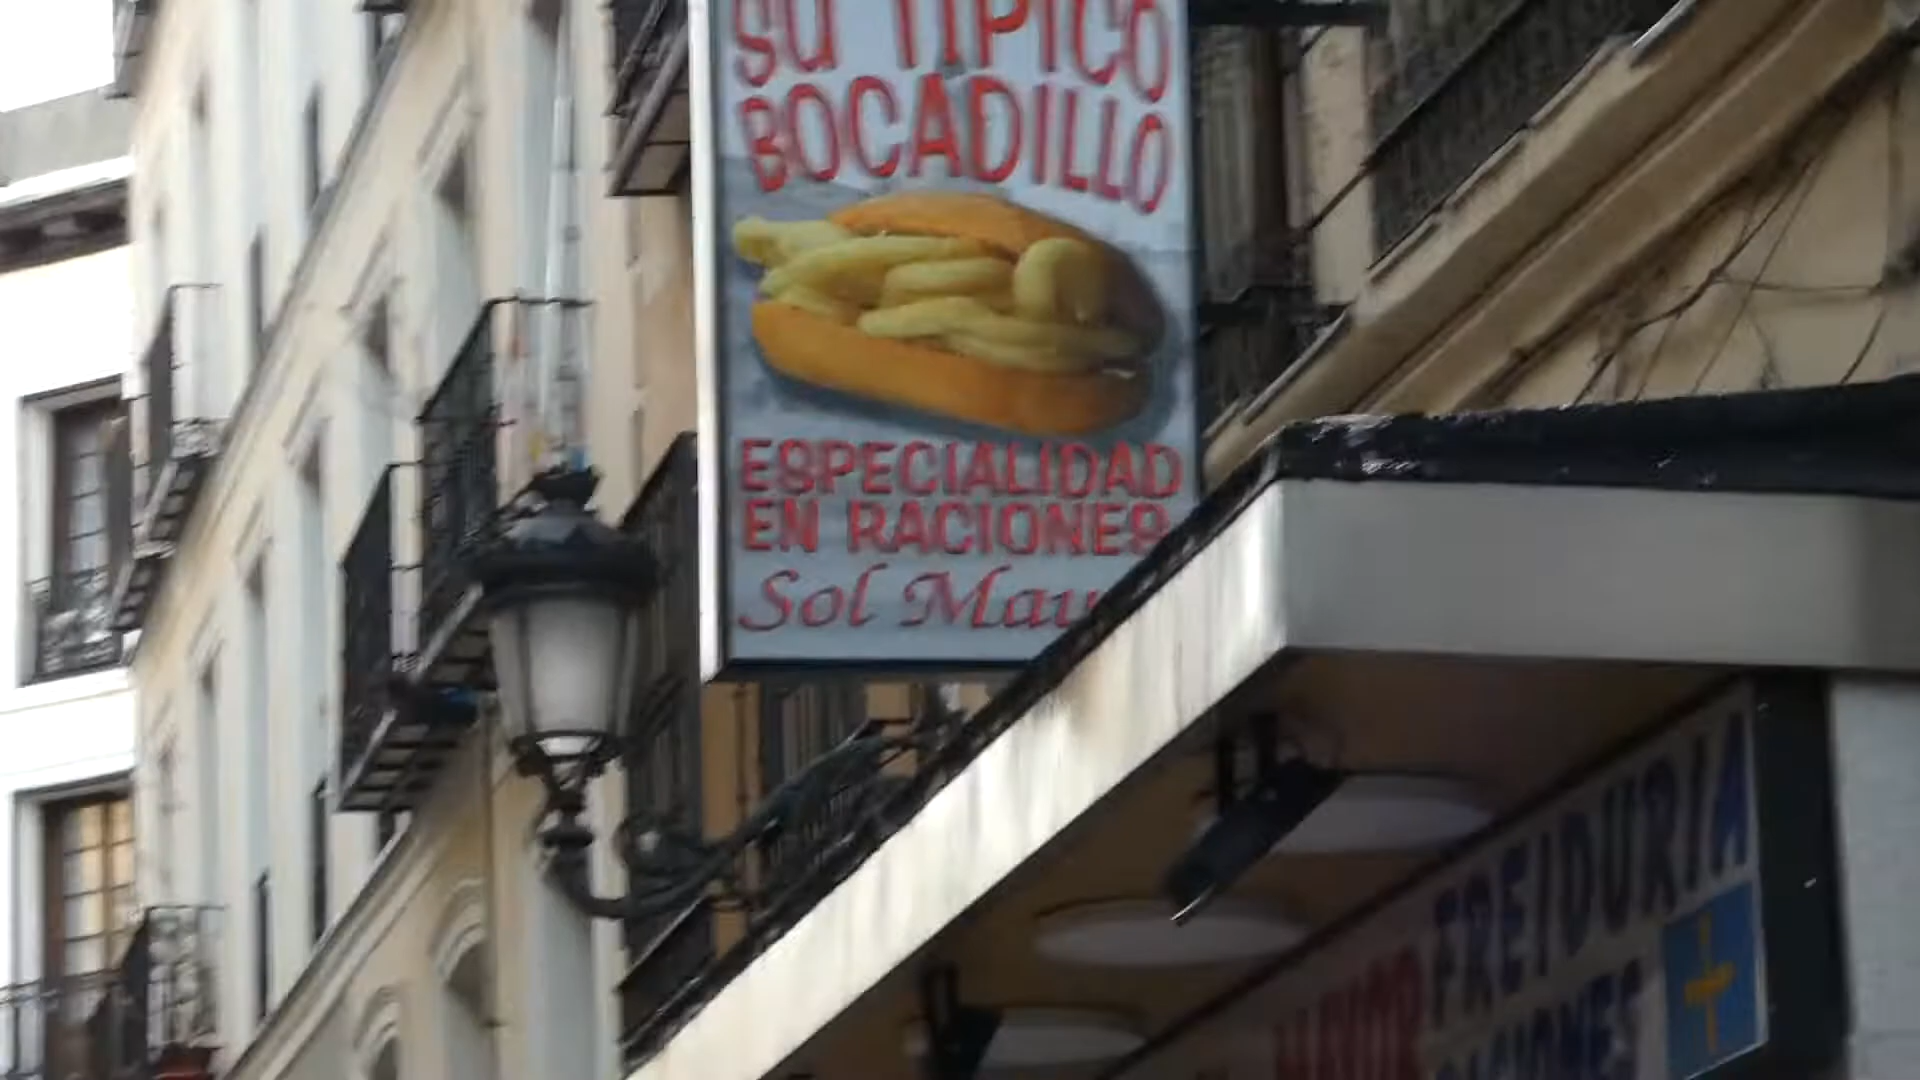 SU TIPICO
BOCADILLO
ESPECIALIDAD
EN RACIONES
Sol
FREIDURIA